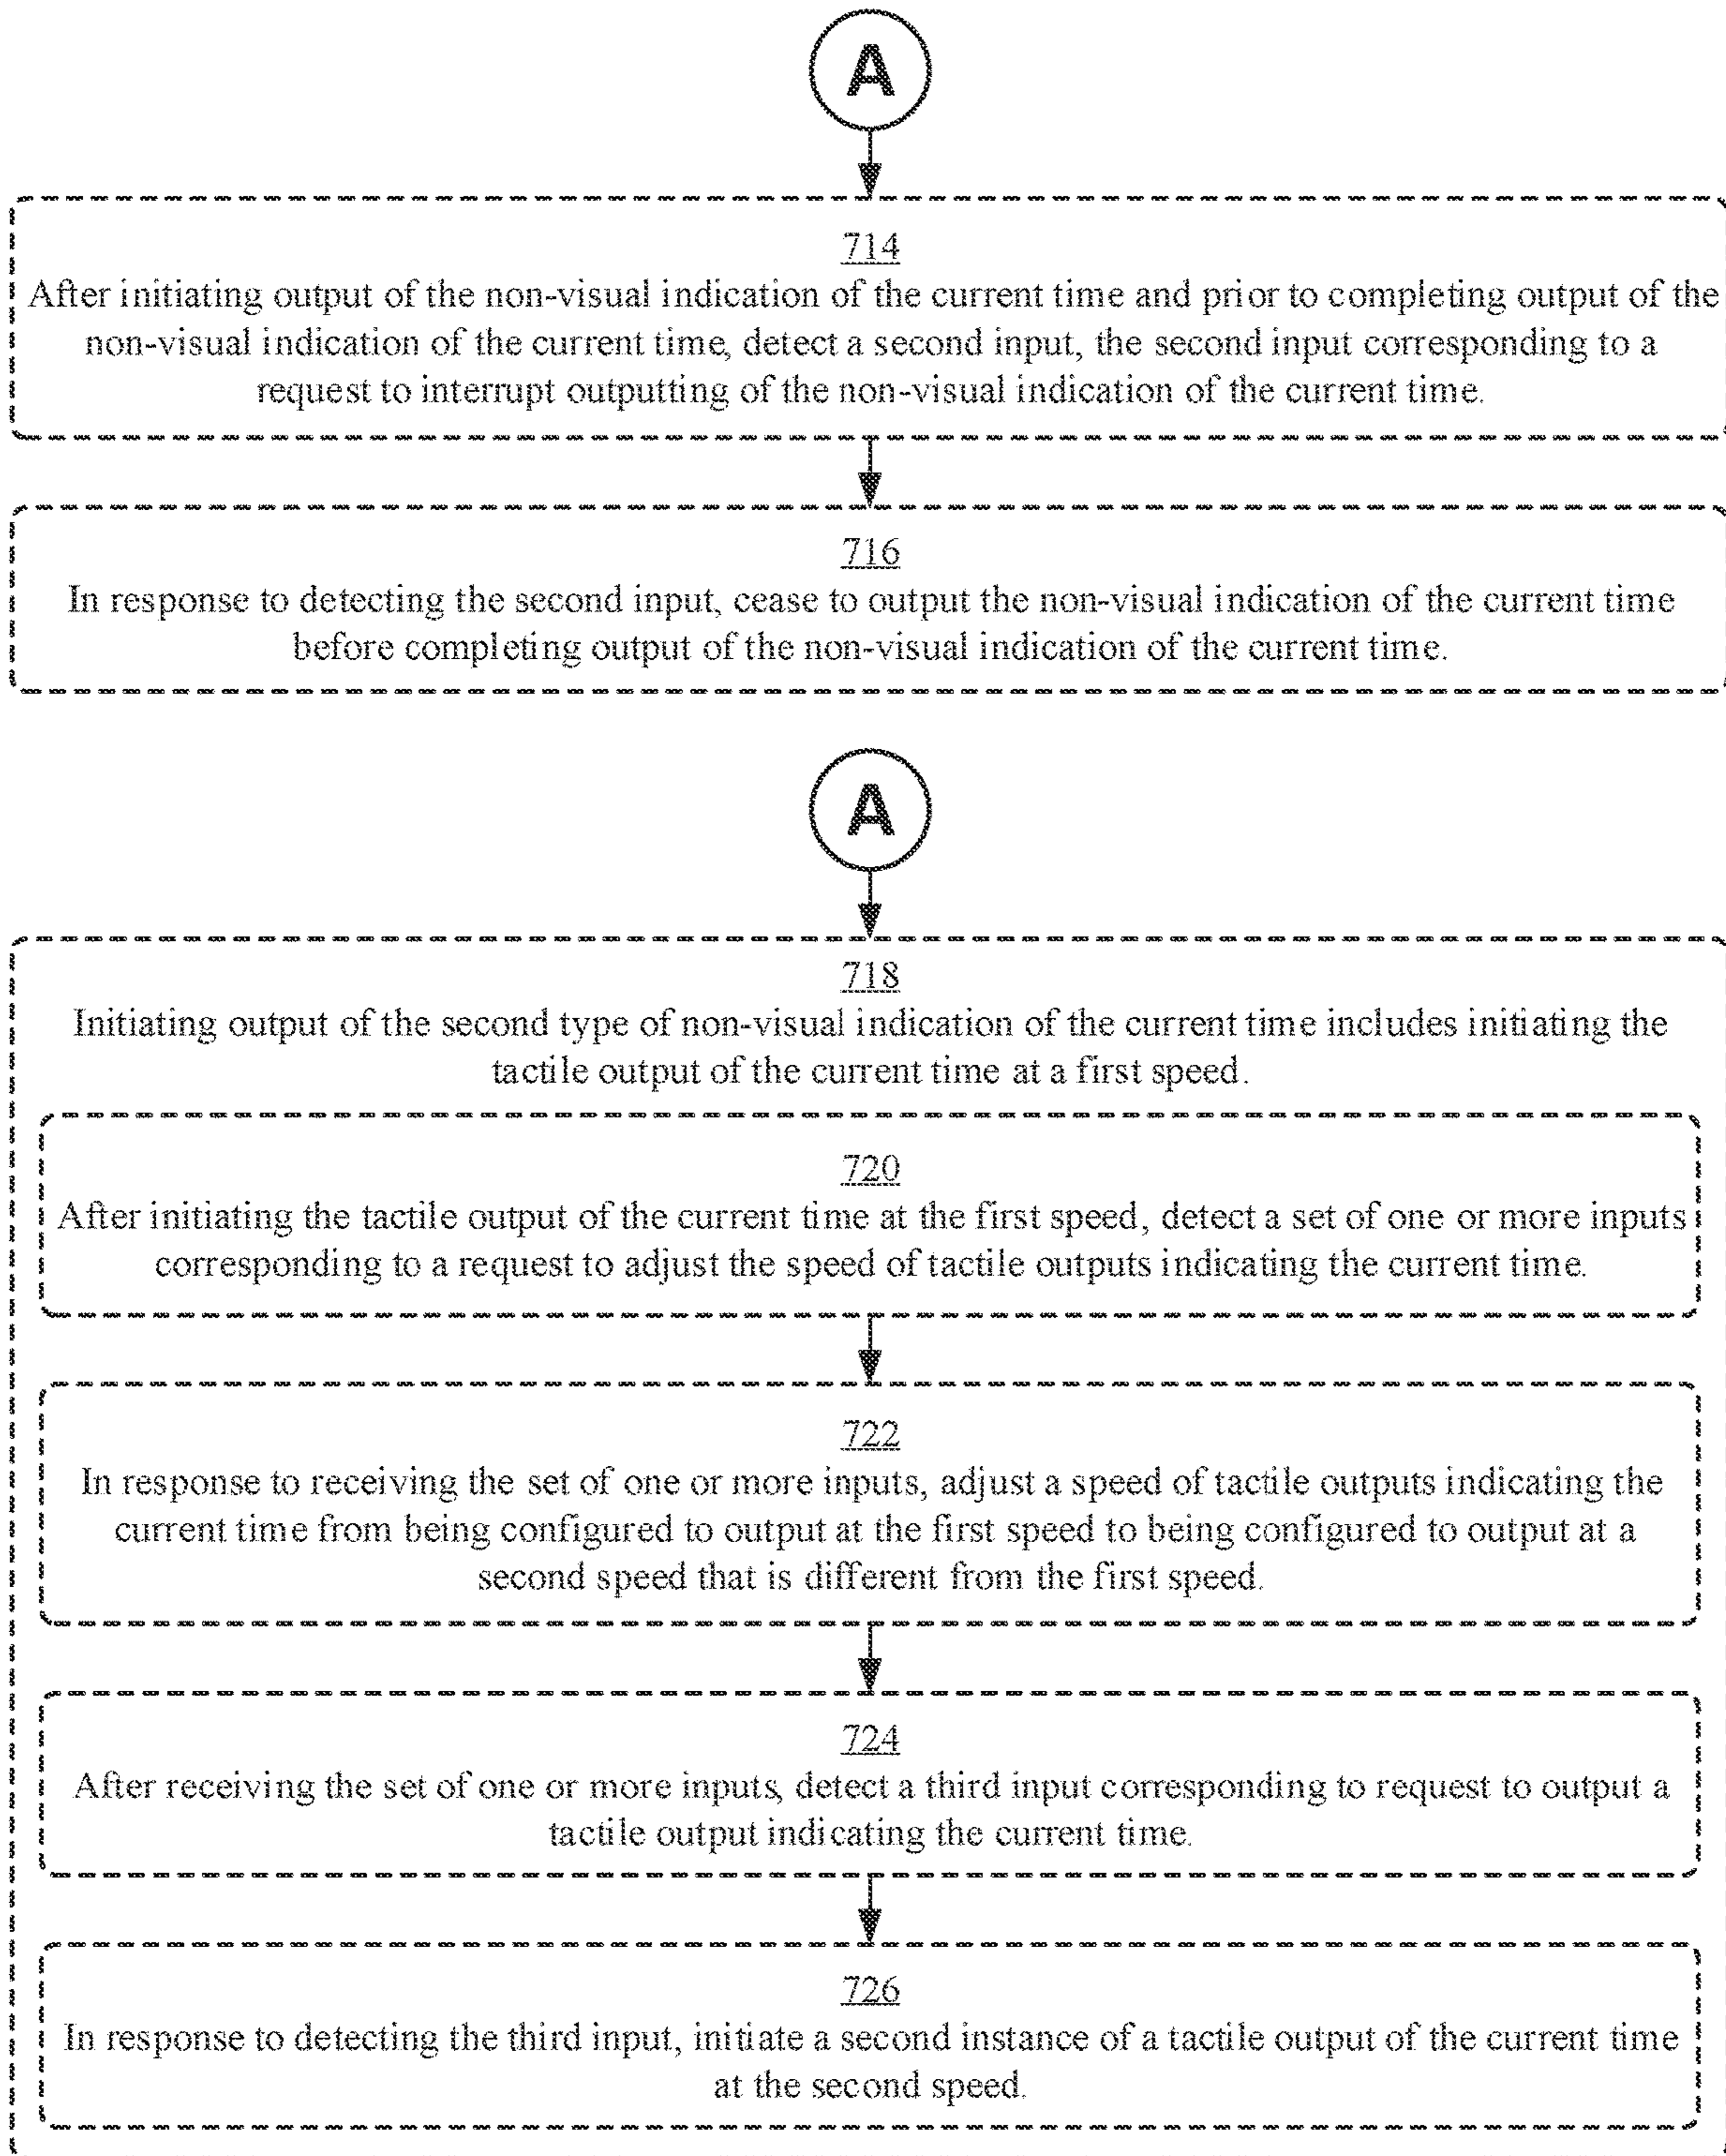 A
714
After initiating output of the non-visual indication of the current time and prior to completing output of the
non-visual indication of the current time, detect a second input, the second input corresponding to a
request to interrupt outputting of the non-visual indication of the current time.
716
In response to detecting the second input, cease to output the non-visual indication of the current time
before completing output of the non-visual indication of the current time.
A
718
Initiating output of the second type of non-visual indication of the current time includes initiating the
tactile output of the current time at a first speed.
720
After initiating the tactile output of the current time at the first speed, detect a set of one or more inputs
corresponding to a request to adjust the speed of tactile outputs indicating the current time.
722
In response to receiving the set of one or more inputs, adjust a speed of tactile outputs indicating the
current time from being configured to output at the first speed to being configured to output at a
second speed that is different from the first speed.
724
After receiving the set of one or more inputs, detect a third input corresponding to request to output a
tactile output indicating the current time.
726
In response to detecting the third input, initiate a second instance of a tactile output of the current time
at the second speed.